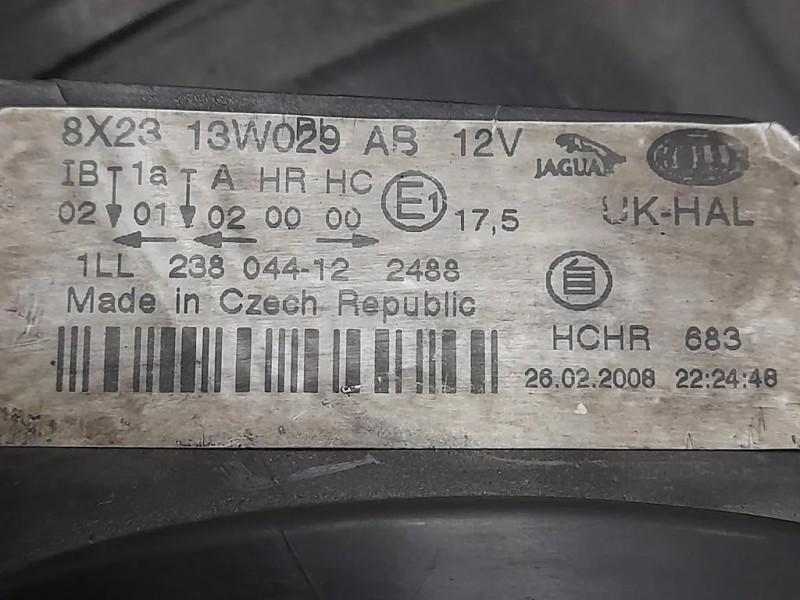 8X23 13W029 AB 12V
JAGUAR
IB 1a A HR HC
02 01 02 00 00
E1 17,5
UK-HAL
1LL 238 044-12 2488
Made in Czech Republic
HCHR 683
26.02.2008 22:24:48